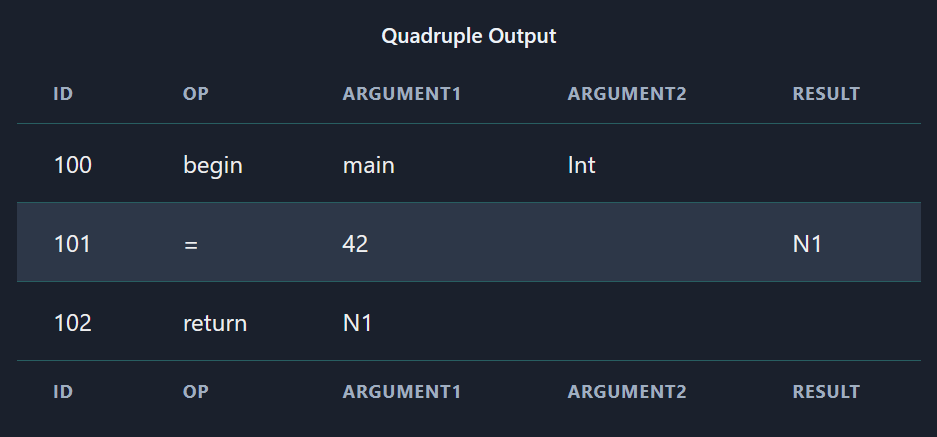 Quadruple Output
ID OP ARGUMENT1 ARGUMENT2 RESULT
100 begin main Int
101 = 42 N1
102 return N1
ID OP ARGUMENT1 ARGUMENT2 RESULT